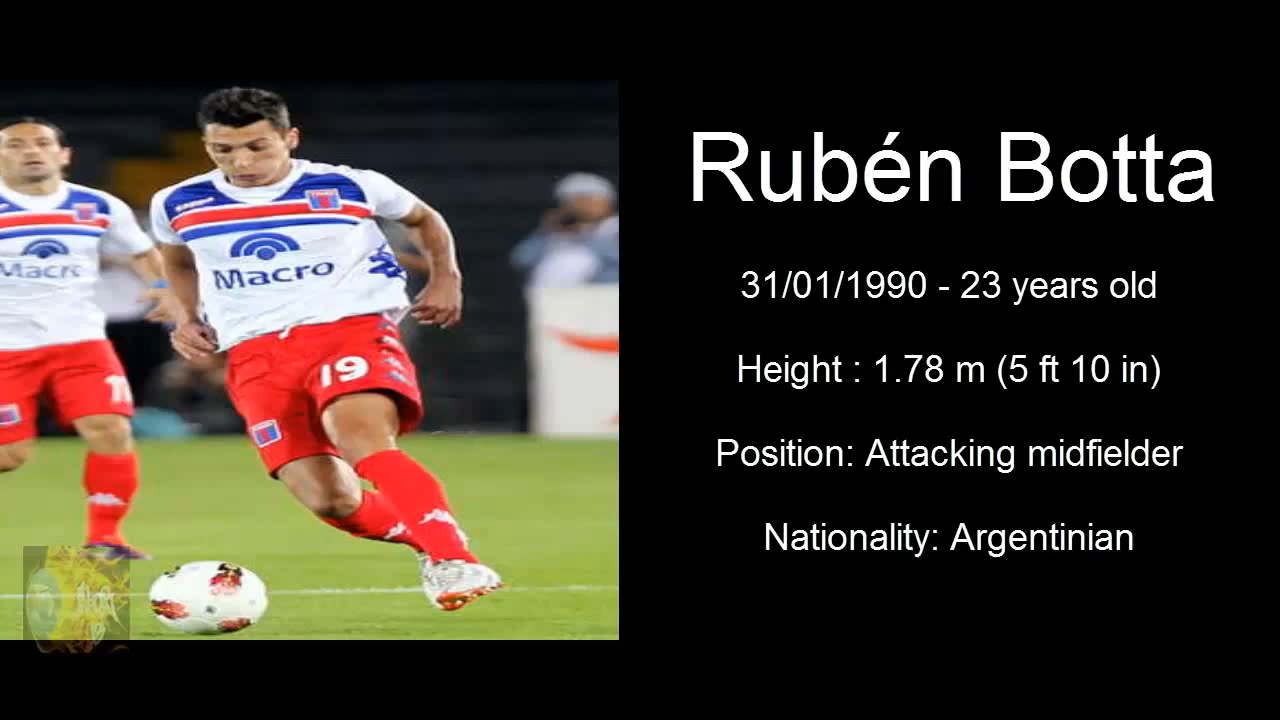 Rubén Botta
31/01/1990 - 23 years old
Height : 1.78 m (5 ft 10 in)
Position: Attacking midfielder
Nationality: Argentinian
Macro
Macro
19
11